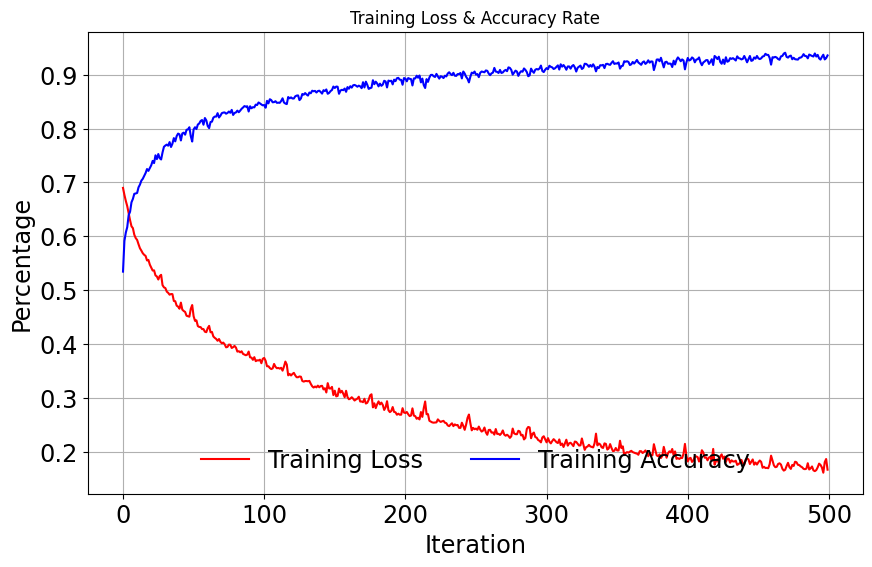 Training Loss & Accuracy Rate
Percentage
0.9
0.8
0.7
0.6
0.5
0.4
0.3
0.2
Training Loss
Training Accuracy
0 100 200 300 400 500
Iteration